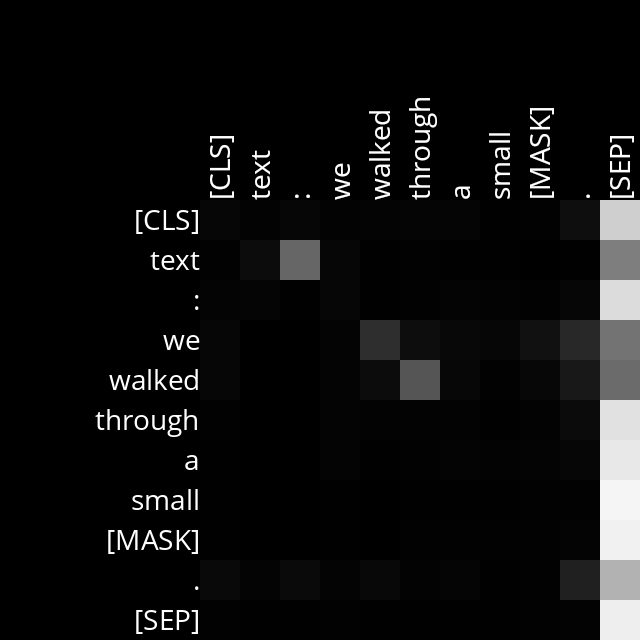 [CLS] text : we walked through a small [MASK] . [SEP]
[CLS]
text
:
we
walked
through
a
small
[MASK]
.
[SEP]